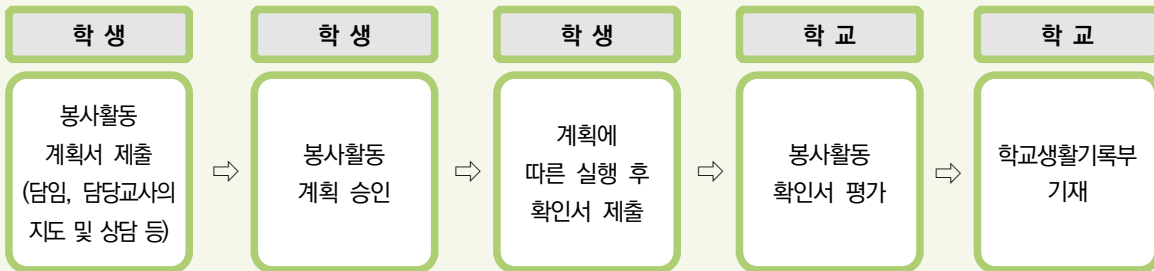 학 생
학 생
학 생
학 교
학 교
봉사활동
계획서 제출
(담임, 담당교사의
지도 및 상담 등)
⇨
봉사활동
계획 승인
⇨
계획에
따른 실행 후
확인서 제출
⇨
봉사활동
확인서 평가
⇨
학교생활기록부
기재